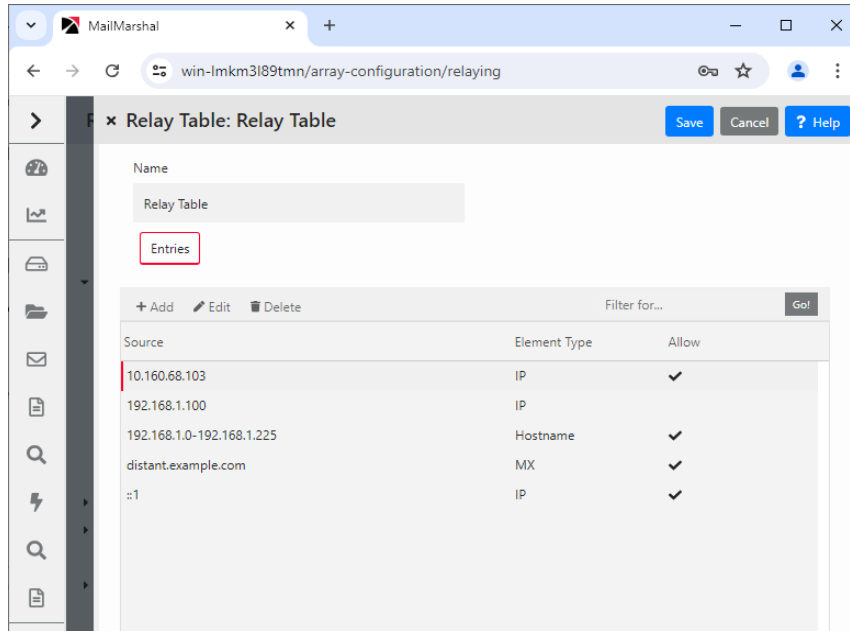 MailMarshal
win-lmkm3l89tmn/array-configuration/relaying
Relay Table: Relay Table
Save
Cancel
? Help
Name
Relay Table
Entries
+ Add
Edit
Delete
Filter for...
Go!
Source Element Type Allow
10.160.68.103 IP
192.168.1.100 IP
192.168.1.0-192.168.1.225 Hostname
distant.example.com MX
::1 IP